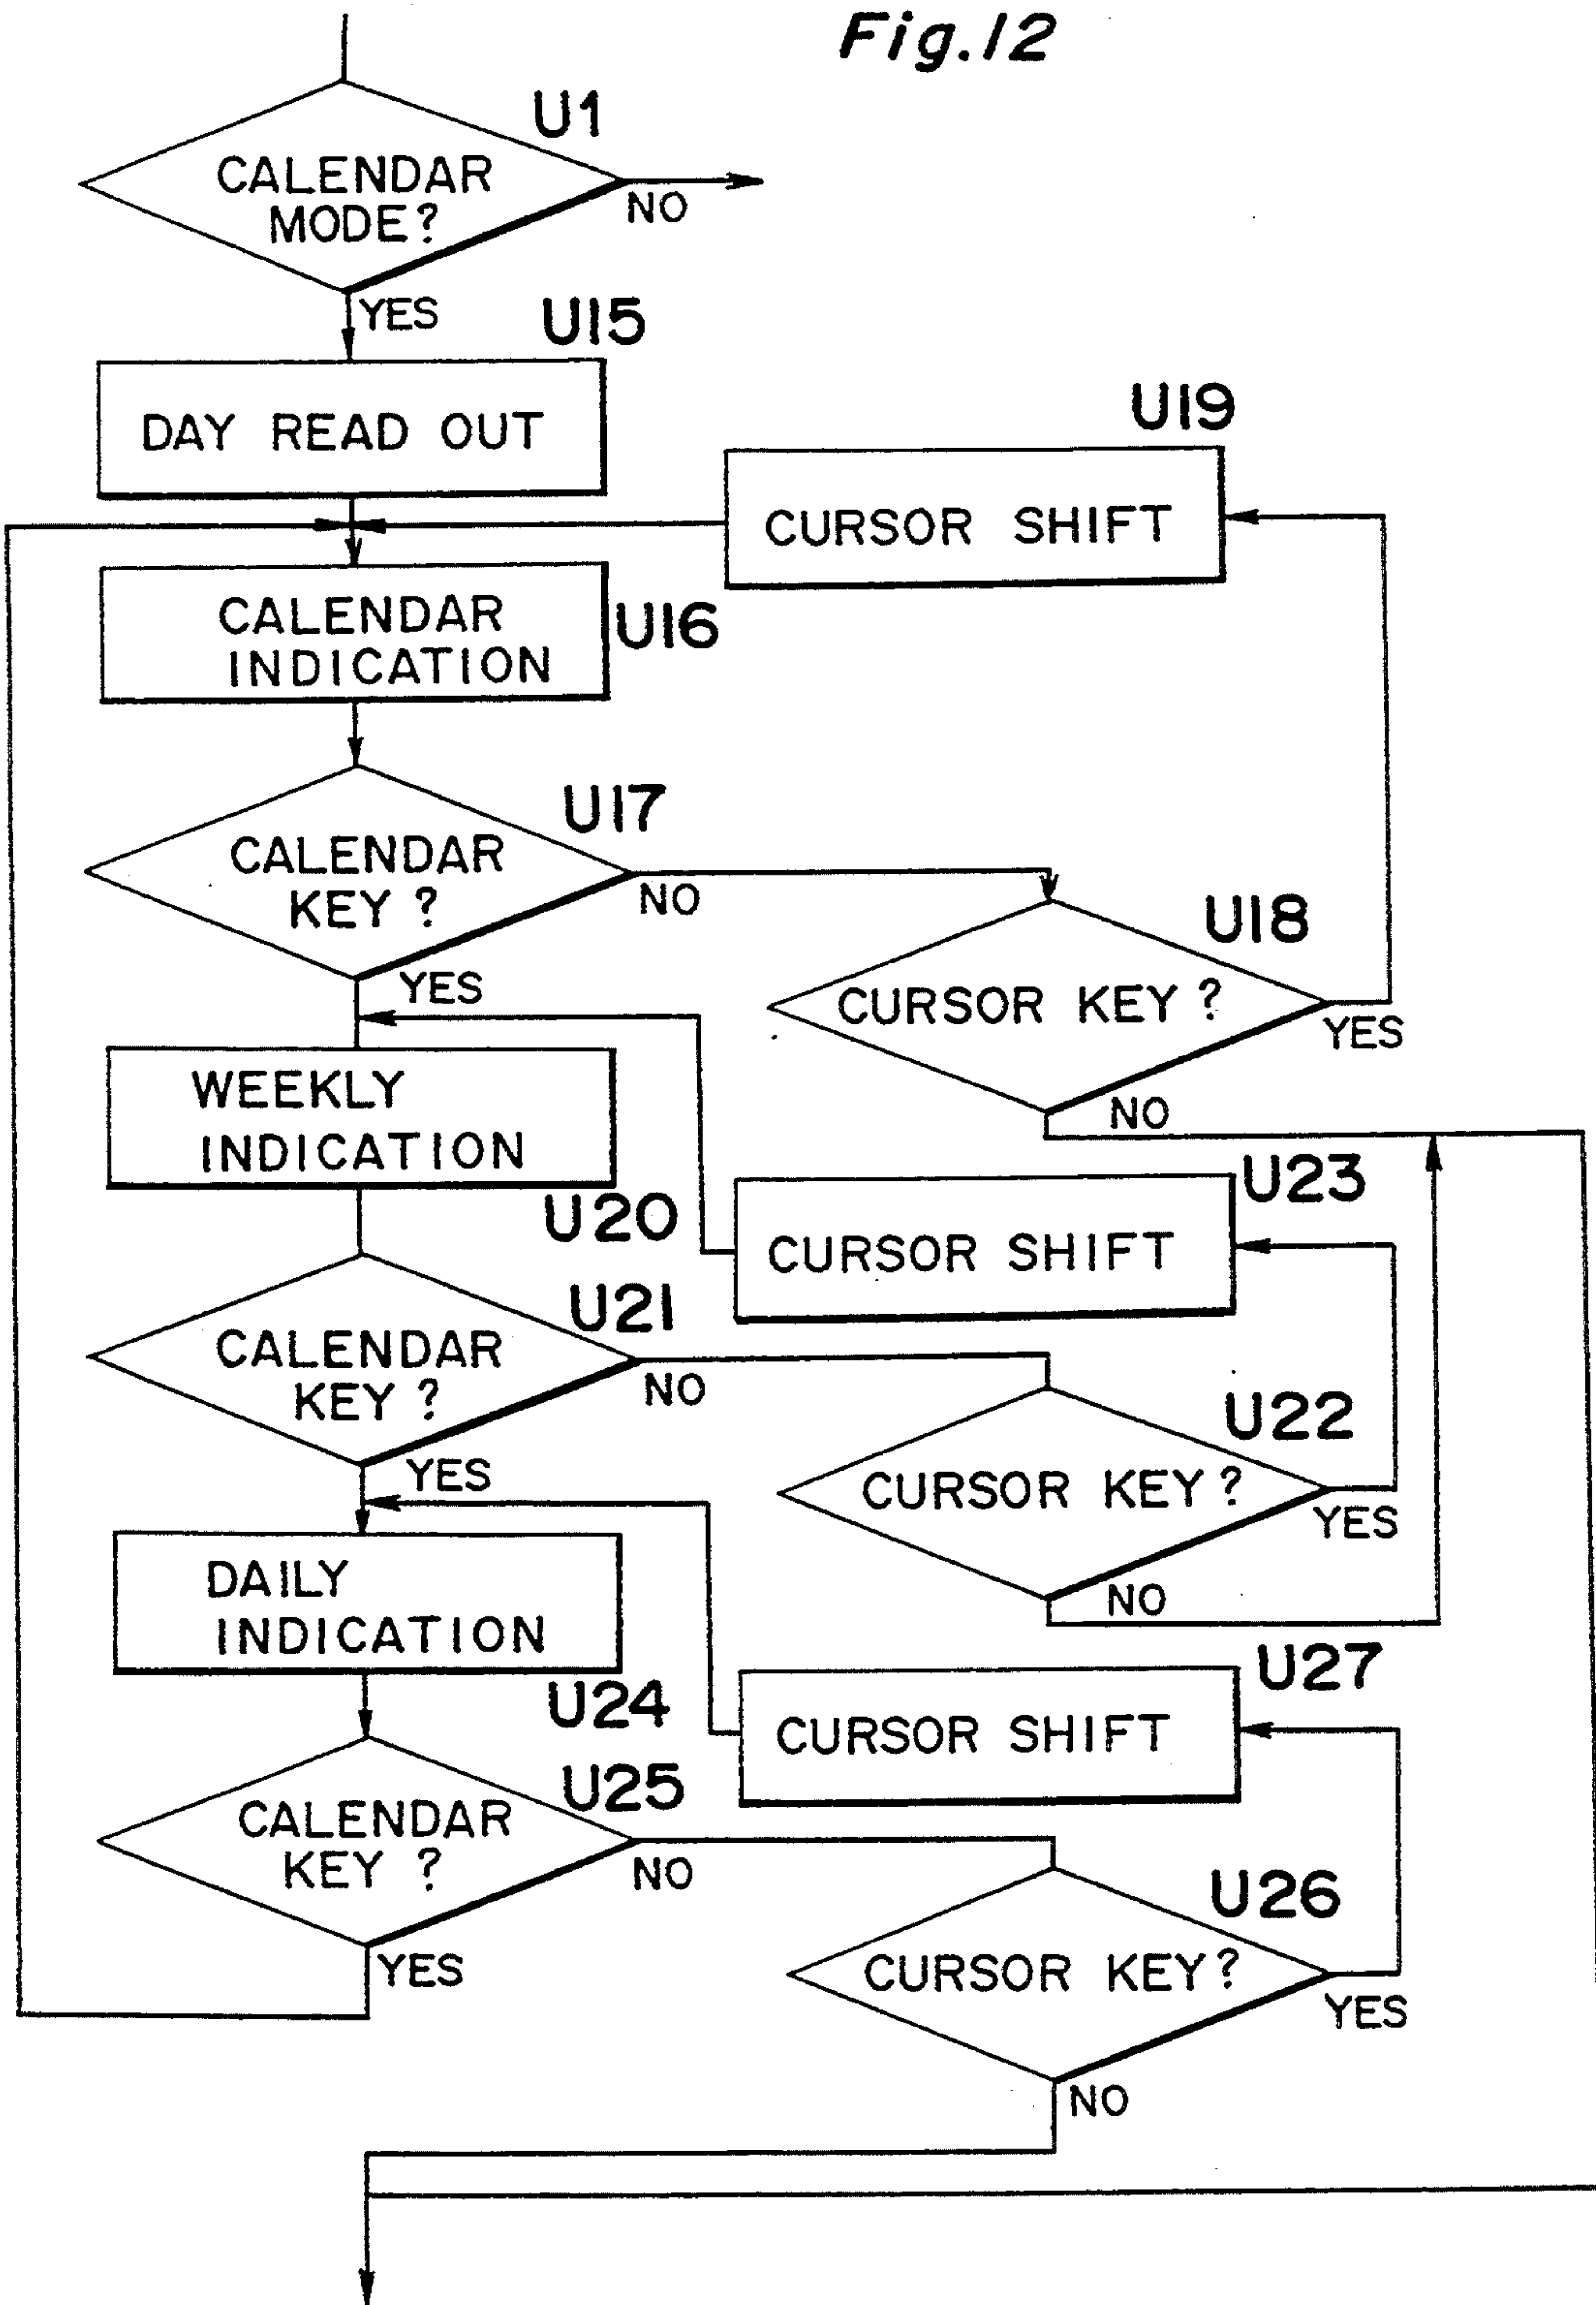 Fig.12
U1
CALENDAR
MODE?
NO
YES
U15
DAY READ OUT
U19
CURSOR SHIFT
CALENDAR
INDICATION
U16
U17
CALENDAR
KEY ?
NO
YES
U18
CURSOR KEY ?
YES
NO
WEEKLY
INDICATION
U20
U23
CURSOR SHIFT
U21
CALENDAR
KEY ?
NO
YES
U22
CURSOR KEY ?
YES
NO
DAILY
INDICATION
U24
U27
CURSOR SHIFT
U25
CALENDAR
KEY ?
NO
YES
U26
CURSOR KEY ?
YES
NO